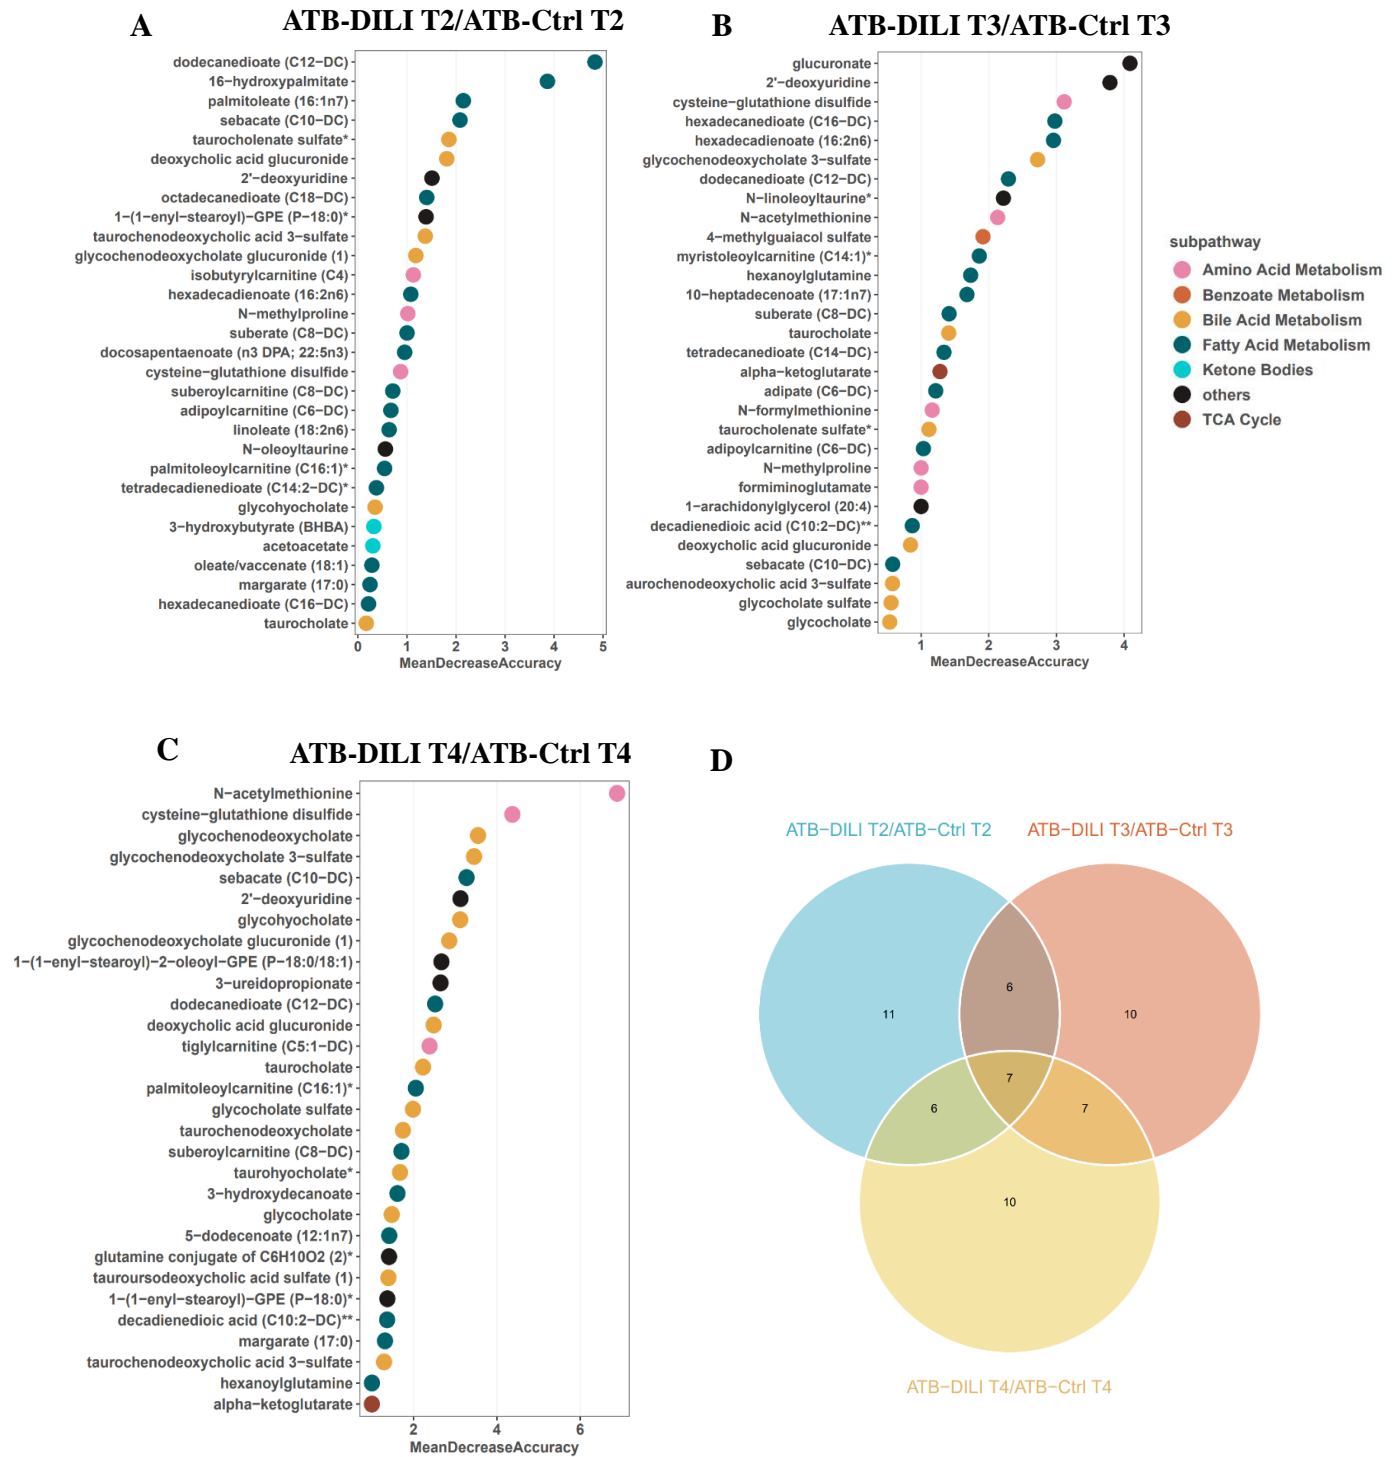 A
ATB-DILI T2/ATB-Ctrl T2
dodecanedioate (C12−DC)
16−hydroxypalmitate
palmitoleate (16:1n7)
sebacate (C10−DC)
taurocholenate sulfate*
deoxycholic acid glucuronide
2'−deoxyuridine
octadecanedioate (C18−DC)
1−(1−enyl−stearoyl)−GPE (P−18:0)*
taurochenodeoxycholic acid 3−sulfate
glycochenodeoxycholate glucuronide (1)
isobutyrylcarnitine (C4)
hexadecadienoate (16:2n6)
N−methylproline
suberate (C8−DC)
docosapentaenoate (n3 DPA; 22:5n3)
cysteine−glutathione disulfide
suberoylcarnitine (C8−DC)
adipoylcarnitine (C6−DC)
linoleate (18:2n6)
N−oleoyltaurine
palmitoleoylcarnitine (C16:1)*
tetradecadienedioate (C14:2−DC)*
glycohyocholate
3−hydroxybutyrate (BHBA)
acetoacetate
oleate/vaccenate (18:1)
margarate (17:0)
hexadecanedioate (C16−DC)
taurocholate
0 1 2 3 4 5
MeanDecreaseAccuracy
B
ATB-DILI T3/ATB-Ctrl T3
glucuronate
2'−deoxyuridine
cysteine−glutathione disulfide
hexadecanedioate (C16−DC)
hexadecadienoate (16:2n6)
glycochenodeoxycholate 3−sulfate
dodecanedioate (C12−DC)
N−linoleoyltaurine*
N−acetylmethionine
4−methylguaiacol sulfate
myristoleoylcarnitine (C14:1)*
hexanoylglutamine
10−heptadecenoate (17:1n7)
suberate (C8−DC)
taurocholate
tetradecanedioate (C14−DC)
alpha−ketoglutarate
adipate (C6−DC)
N−formylmethionine
taurocholenate sulfate*
adipoylcarnitine (C6−DC)
N−methylproline
formiminoglutamate
1−arachidonylglycerol (20:4)
decadienedioic acid (C10:2−DC)**
deoxycholic acid glucuronide
sebacate (C10−DC)
aurochenodeoxycholic acid 3−sulfate
glycocholate sulfate
glycocholate
1 2 3 4
MeanDecreaseAccuracy
subpathway
Amino Acid Metabolism
Benzoate Metabolism
Bile Acid Metabolism
Fatty Acid Metabolism
Ketone Bodies
others
TCA Cycle
C
ATB-DILI T4/ATB-Ctrl T4
N−acetylmethionine
cysteine−glutathione disulfide
glycochenodeoxycholate
glycochenodeoxycholate 3−sulfate
sebacate (C10−DC)
2'−deoxyuridine
glycohyocholate
glycochenodeoxycholate glucuronide (1)
1−(1−enyl−stearoyl)−2−oleoyl−GPE (P−18:0/18:1)
3−ureidopropionate
dodecanedioate (C12−DC)
deoxycholic acid glucuronide
tiglylcarnitine (C5:1−DC)
taurocholate
palmitoleoylcarnitine (C16:1)*
glycocholate sulfate
taurochenodeoxycholate
suberoylcarnitine (C8−DC)
taurohyocholate*
3−hydroxydecanoate
glycocholate
5−dodecenoate (12:1n7)
glutamine conjugate of C6H10O2 (2)*
tauroursodeoxycholic acid sulfate (1)
1−(1−enyl−stearoyl)−GPE (P−18:0)*
decadienedioic acid (C10:2−DC)**
margarate (17:0)
taurochenodeoxycholic acid 3−sulfate
hexanoylglutamine
alpha−ketoglutarate
2 4 6
MeanDecreaseAccuracy
D
ATB−DILI T2/ATB−Ctrl T2
ATB−DILI T3/ATB−Ctrl T3
6
11
10
7
6
7
10
ATB−DILI T4/ATB−Ctrl T4